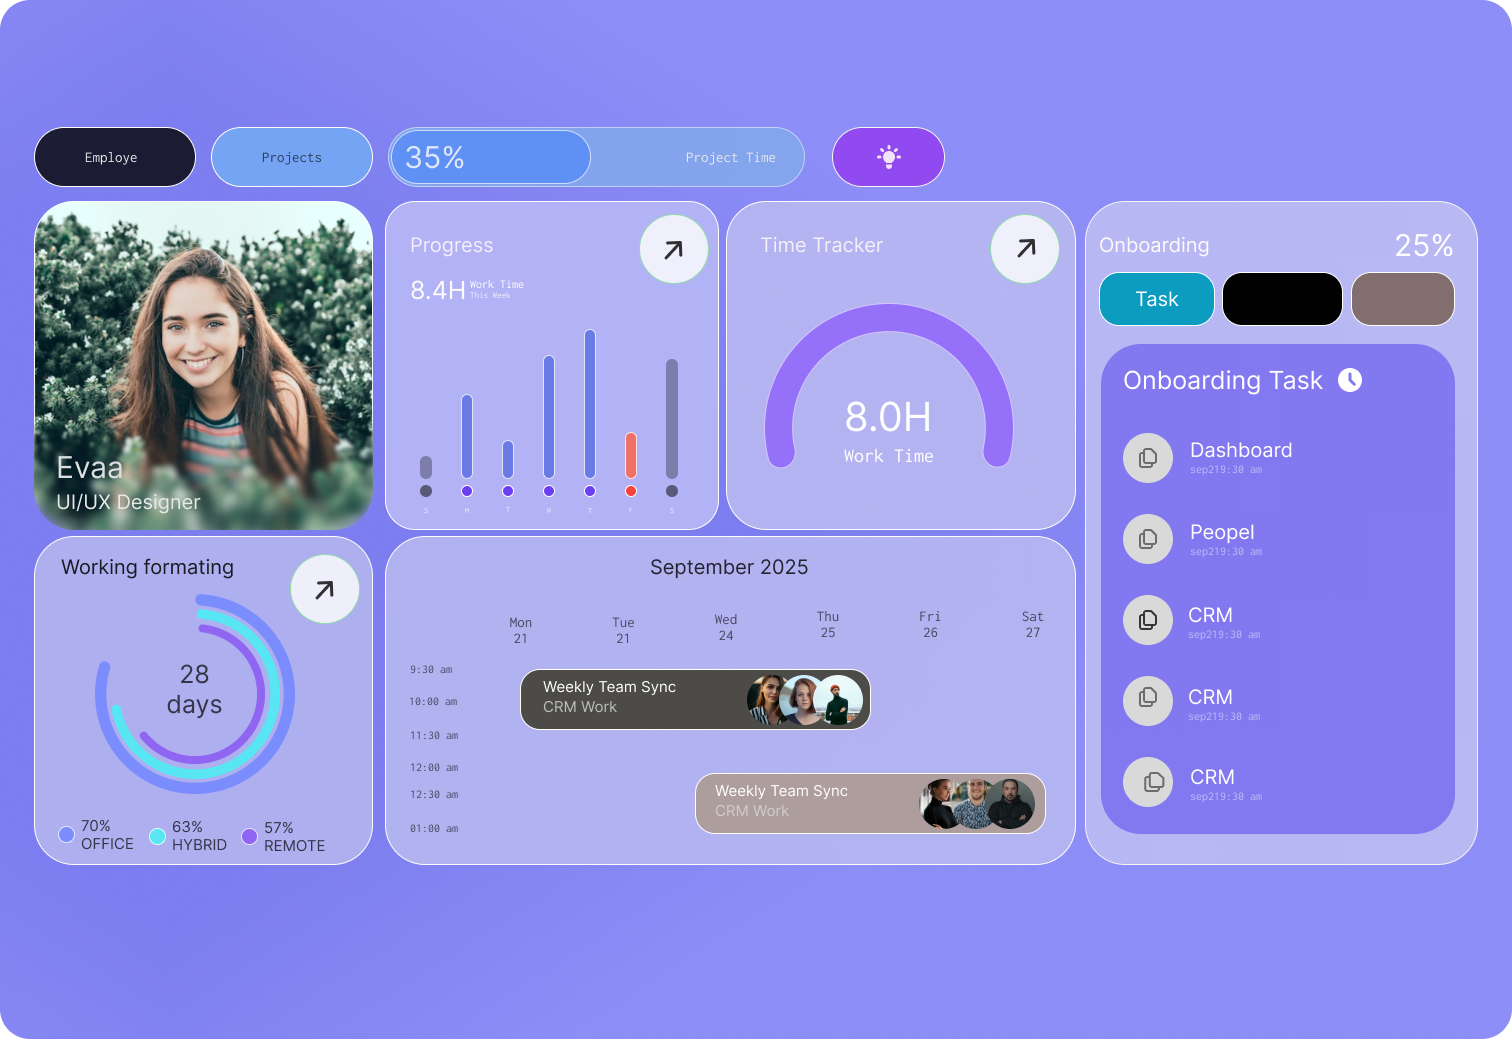 Employe
Projects
35%
Project Time
Evaa
UI/UX Designer
Progress
8.4H
Work Time
This Week
S
M
T
W
T
F
S
Time Tracker
8.0H
Work Time
Onboarding
25%
Task
Onboarding Task
Dashboard
sep219:30 am
Peopel
sep219:30 am
CRM
sep219:30 am
CRM
sep219:30 am
CRM
sep219:30 am
Working formating
28
days
70%
OFFICE
63%
HYBRID
57%
REMOTE
September 2025
Mon
21
Tue
21
Wed
24
Thu
25
Fri
26
Sat
27
9:30 am
10:00 am
11:30 am
12:00 am
12:30 am
01:00 am
Weekly Team Sync
CRM Work
Weekly Team Sync
CRM Work